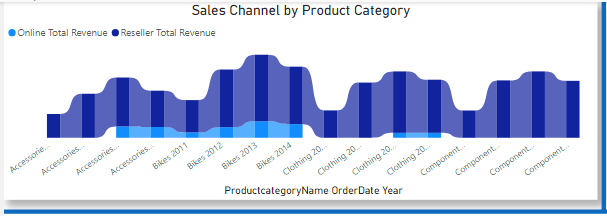 Sales Channel by Product Category
Online Total Revenue Reseller Total Revenue
Accessorie...
Accessories...
Accessories...
Accessories...
Bikes 2011
Bikes 2012
Bikes 2013
Bikes 2014
Clothing 20...
Clothing 20...
Clothing 20...
Clothing 20...
Component...
Component...
Component...
Component...
ProductcategoryName OrderDate Year